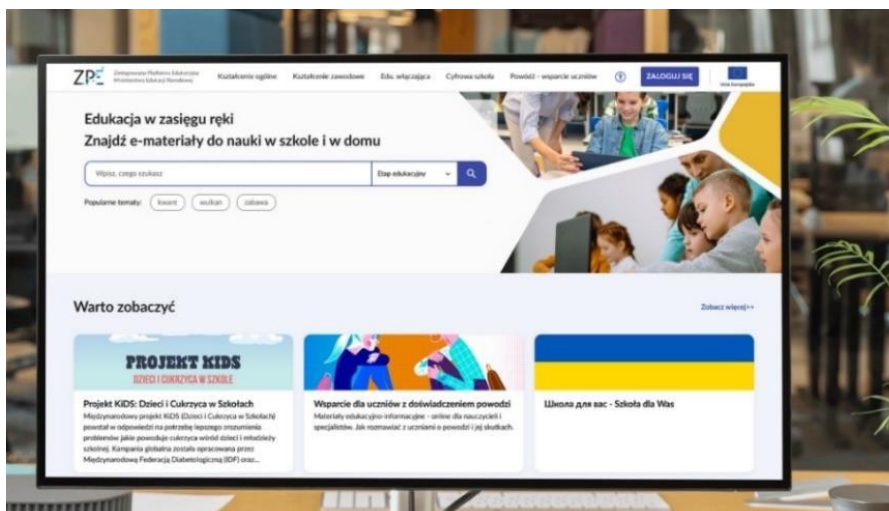 ZPE
Zintegrowana Platforma Edukacyjna
Ministerstwa Edukacji Narodowej
Kształcenie ogólne
Kształcenie zawodowe
Edu. włączająca
Cyfrowa szkoła
Powódź - wsparcie uczniów
ZALOGUJ SIĘ
Unia Europejska
Edukacja w zasięgu ręki
Znajdź e-materiały do nauki w szkole i w domu
Wpisz, czego szukasz
Etap edukacyjny
Popularne tematy:
kwant
wulkan
zabawa
Warto zobaczyć
Zobacz więcej>>
PROJEKT KIDS
DZIECI I CUKRZYCA W SZKOLE
Projekt KiDS: Dzieci i Cukrzyca w Szkołach
Międzynarodowy projekt KiDS (Dzieci i Cukrzyca w Szkołach)
powstał w odpowiedzi na potrzebę lepszego zrozumienia
problemów jakie powoduje cukrzyca wśród dzieci i młodzieży
szkolnej. Kampania globalna została opracowana przez
Międzynarodową Federację Diabetologiczną (IDF) oraz...
Wsparcie dla uczniów z doświadczeniem powodzi
Materiały edukacyjno-informacyjne - online dla nauczycieli i
specjalistów. Jak rozmawiać z uczniami o powodzi i jej skutkach.
Школа для вас - Szkoła dla Was